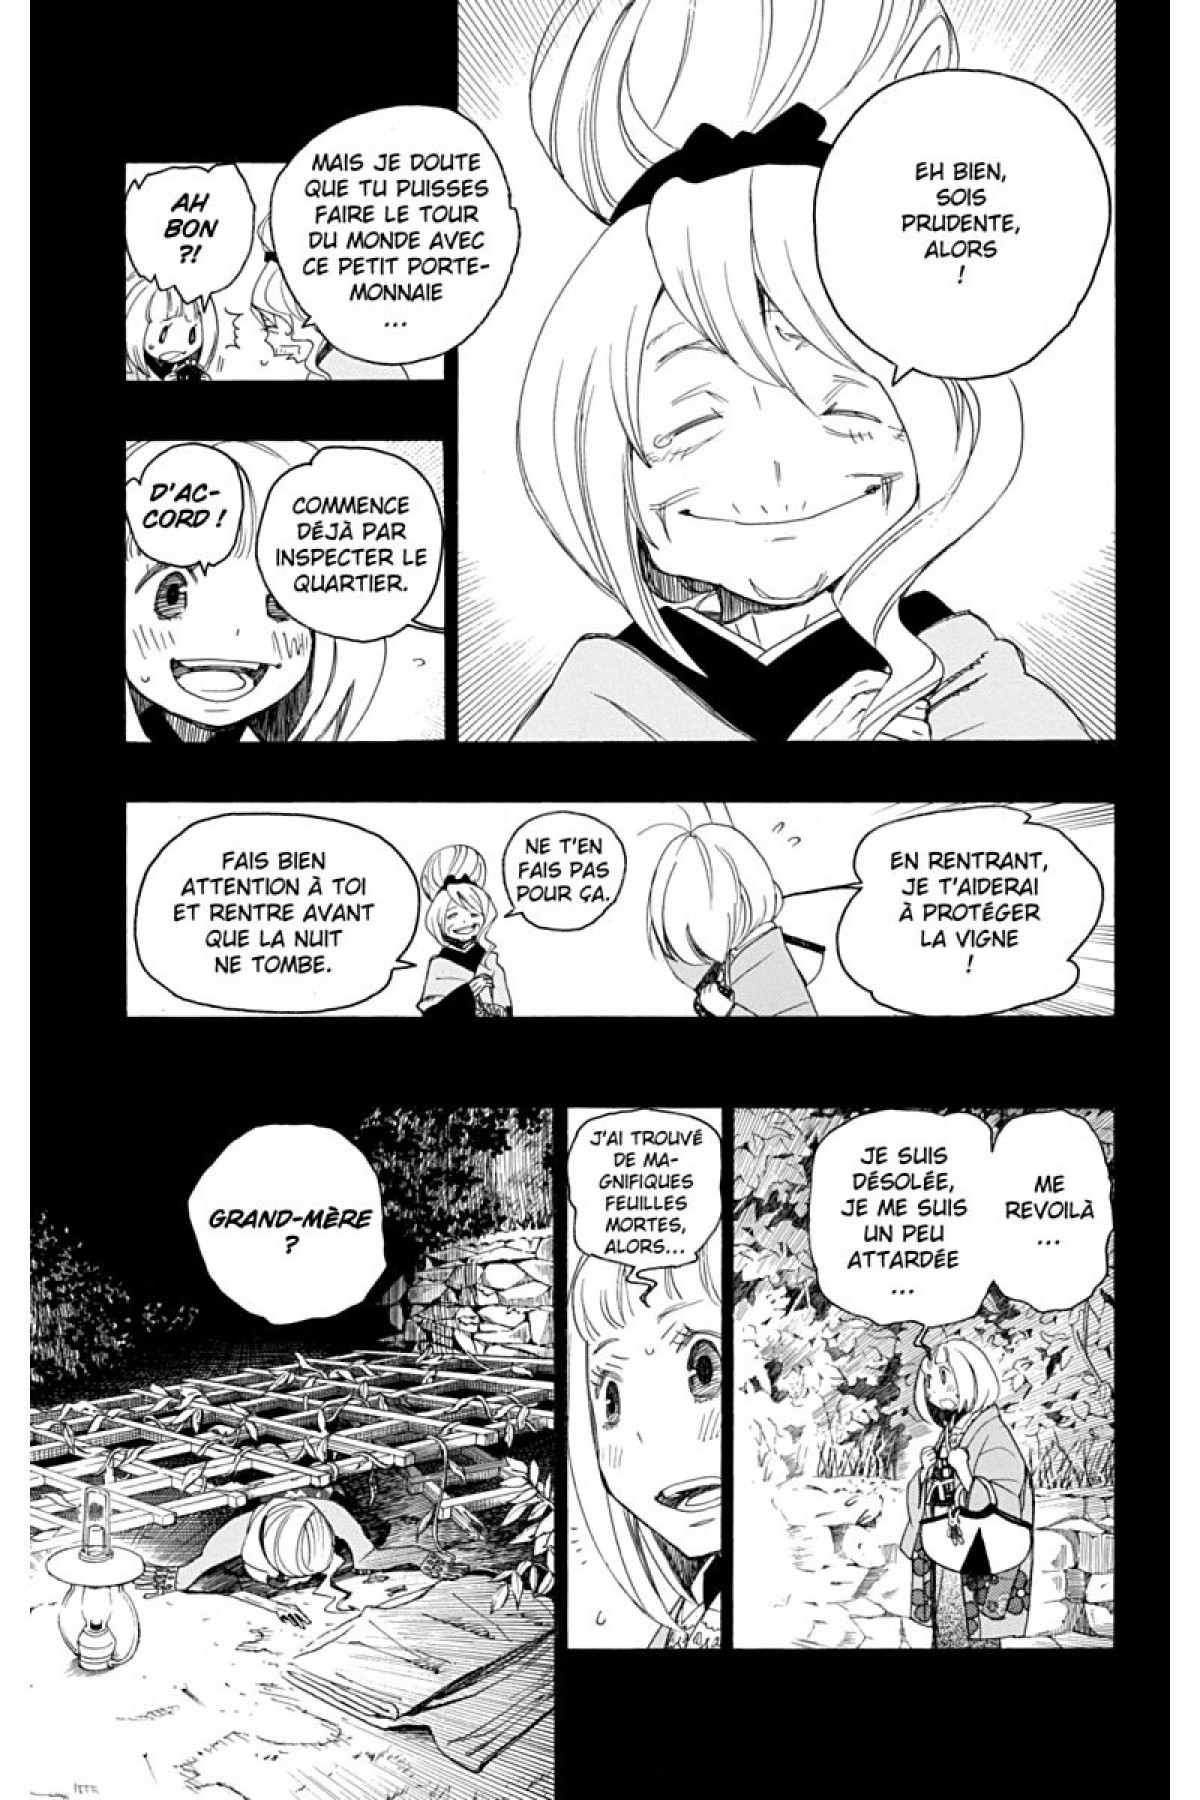 EH BIEN,
SOIS
PRUDENTE,
ALORS
!
MAIS JE DOUTE
QUE TU PUISSES
FAIRE LE TOUR
DU MONDE AVEC
CE PETIT PORTE-
MONNAIE
...
AH
BON
?!
COMMENCE
DÉJÀ PAR
INSPECTER LE
QUARTIER.
D'AC-
CORD !
EN RENTRANT,
JE T'AIDERAI
À PROTÉGER
LA VIGNE
!
NE T'EN
FAIS PAS
POUR ÇA.
FAIS BIEN
ATTENTION À TOI
ET RENTRE AVANT
QUE LA NUIT
NE TOMBE.
ME
REVOILÀ
...
JE SUIS
DÉSOLÉE,
JE ME SUIS
UN PEU
ATTARDÉE
...
J'AI TROUVÉ
DE MA-
GNIFIQUES
FEUILLES
MORTES,
ALORS...
GRAND-MÈRE
?